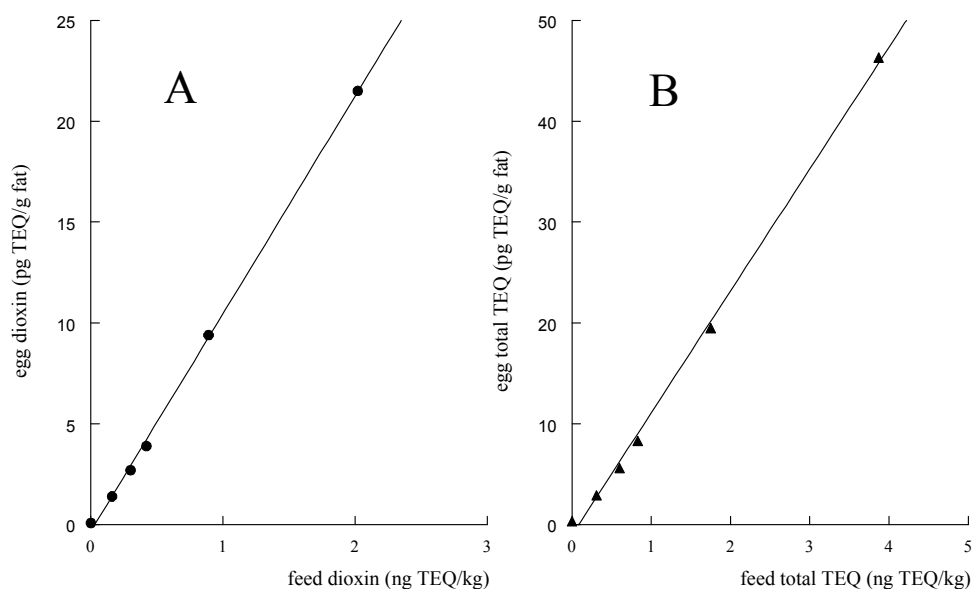 A
25
20
15
10
5
0
egg dioxin (pg TEQ/g fat)
0 1 2 3
feed dioxin (ng TEQ/kg)
B
50
40
30
20
10
0
egg total TEQ (pg TEQ/g fat)
0 1 2 3 4 5
feed total TEQ (ng TEQ/kg)